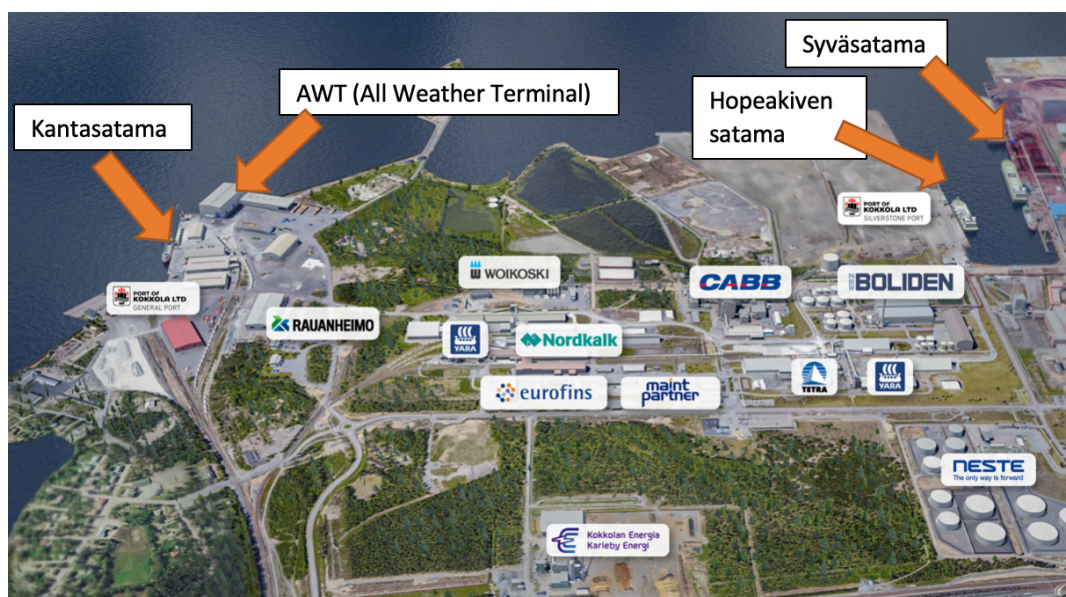 Syväsatama
AWT (All Weather Terminal)
Hopeakiven
satama
Kantasatama
PORT OF
KOKKOLA LTD
SILVERSTONE PORT
WOIKOSKI
CABB
BOLIDEN
PORT OF
KOKKOLA LTD
GENERAL PORT
RAUANHEIMO
YARA
Nordkalk
TETRA
YARA
eurofins
maint
partner
NESTE
The only way is forward
Kokkolan Energia
Karleby Energi